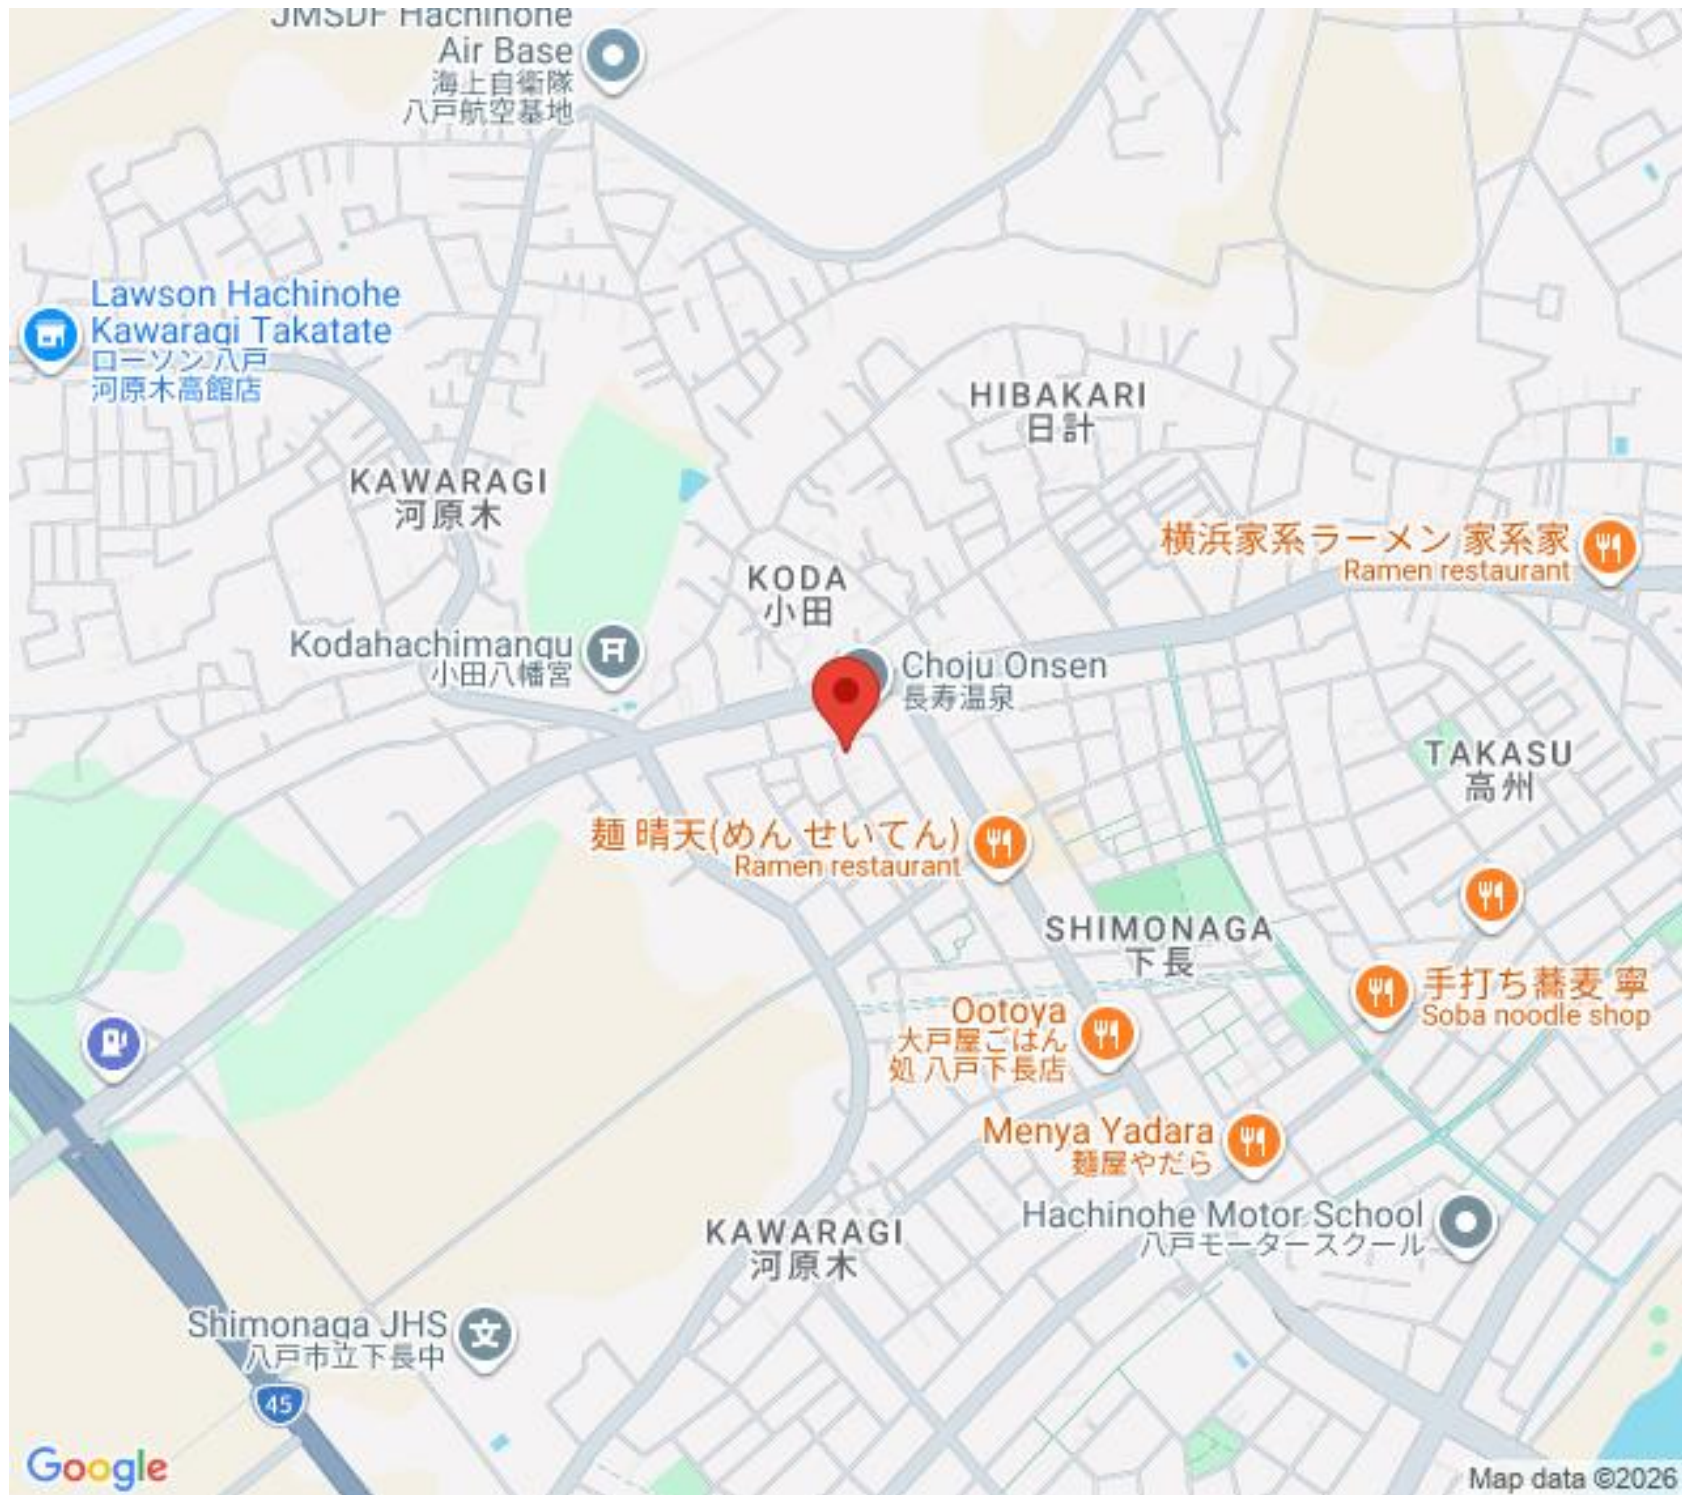 JMSDF Hachinohe
Air Base
海上自衛隊
八戸航空基地
Lawson Hachinohe
Kawaragi Takatate
ローソン 八戸
河原木高館店
HIBAKARI
日計
KAWARAGI
河原木
横浜家系ラーメン 家系家
Ramen restaurant
KODA
小田
Kodahachimangu
小田八幡宮
Choju Onsen
長寿温泉
TAKASU
高州
麺 晴天(めん せいてん)
Ramen restaurant
SHIMONAGA
下長
手打ち蕎麦 寧
Soba noodle shop
Ootoya
大戸屋ごはん
処 八戸下長店
Menya Yadara
麺屋やだら
Hachinohe Motor School
八戸モータースクール
KAWARAGI
河原木
Shimonaga JHS
八戸市立下長中
文
45
Google
Map data ©2026